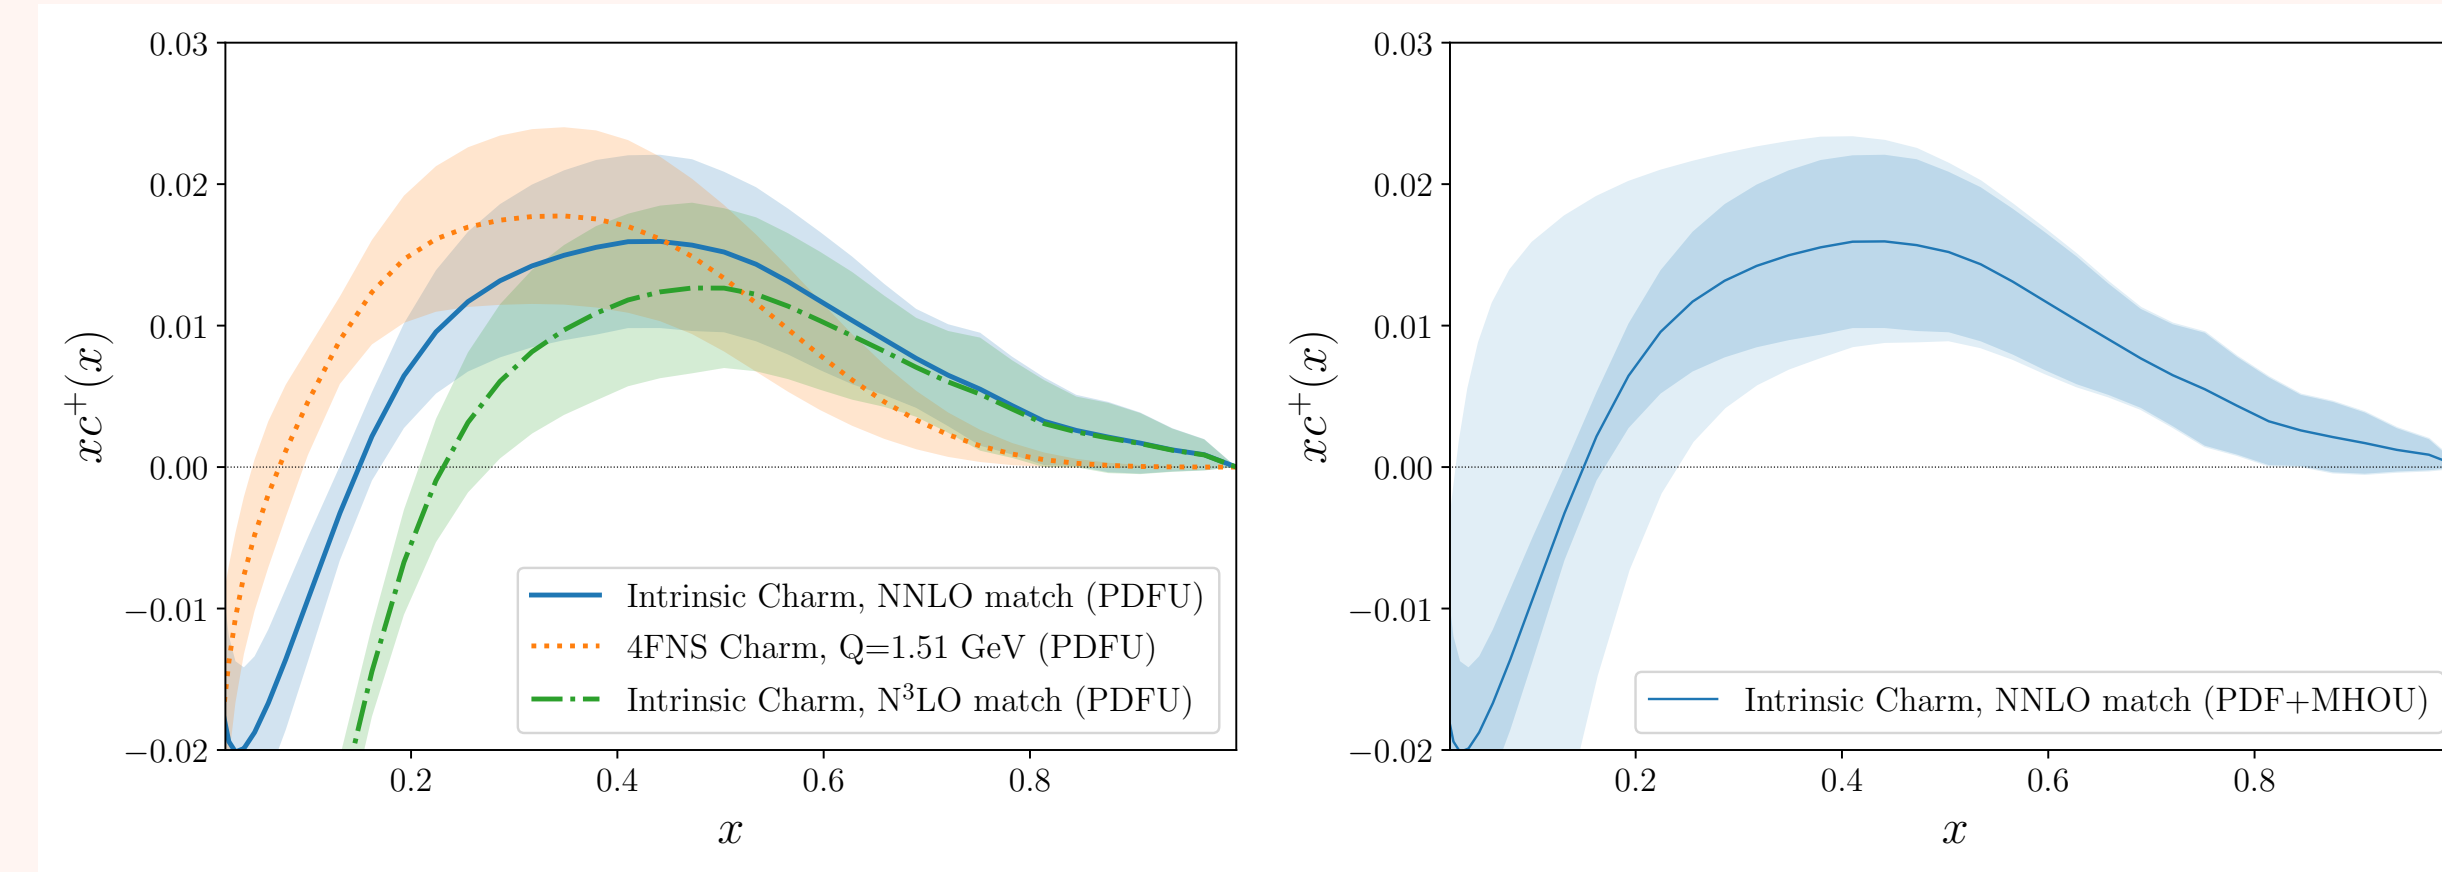 0.03
0.02
0.01
0.00
−0.01
−0.02
xc⁺(x)
0.2
0.4
0.6
0.8
x
Intrinsic Charm, NNLO match (PDFU)
4FNS Charm, Q=1.51 GeV (PDFU)
Intrinsic Charm, N³LO match (PDFU)
0.03
0.02
0.01
0.00
−0.01
−0.02
xc⁺(x)
0.2
0.4
0.6
0.8
x
Intrinsic Charm, NNLO match (PDF+MHOU)